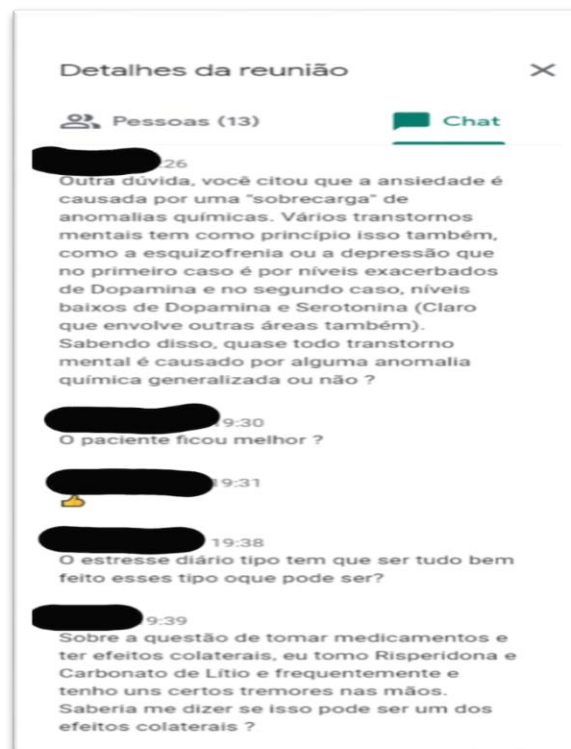 Detalhes da reunião
Pessoas (13)
Chat
:26
Outra dúvida, você citou que a ansiedade é
causada por uma "sobrecarga" de
anomalias químicas. Vários transtornos
mentais tem como princípio isso também,
como a esquizofrenia ou a depressão que
no primeiro caso é por níveis exacerbados
de Dopamina e no segundo caso, níveis
baixos de Dopamina e Serotonina (Claro
que envolve outras áreas também).
Sabendo disso, quase todo transtorno
mental é causado por alguma anomalia
química generalizada ou não ?
9:30
O paciente ficou melhor ?
19:31
19:38
O estresse diário tipo tem que ser tudo bem
feito esses tipo oque pode ser?
9:39
Sobre a questão de tomar medicamentos e
ter efeitos colaterais, eu tomo Risperidona e
Carbonato de Lítio e frequentemente e
tenho uns certos tremores nas mãos.
Saberia me dizer se isso pode ser um dos
efeitos colaterais ?